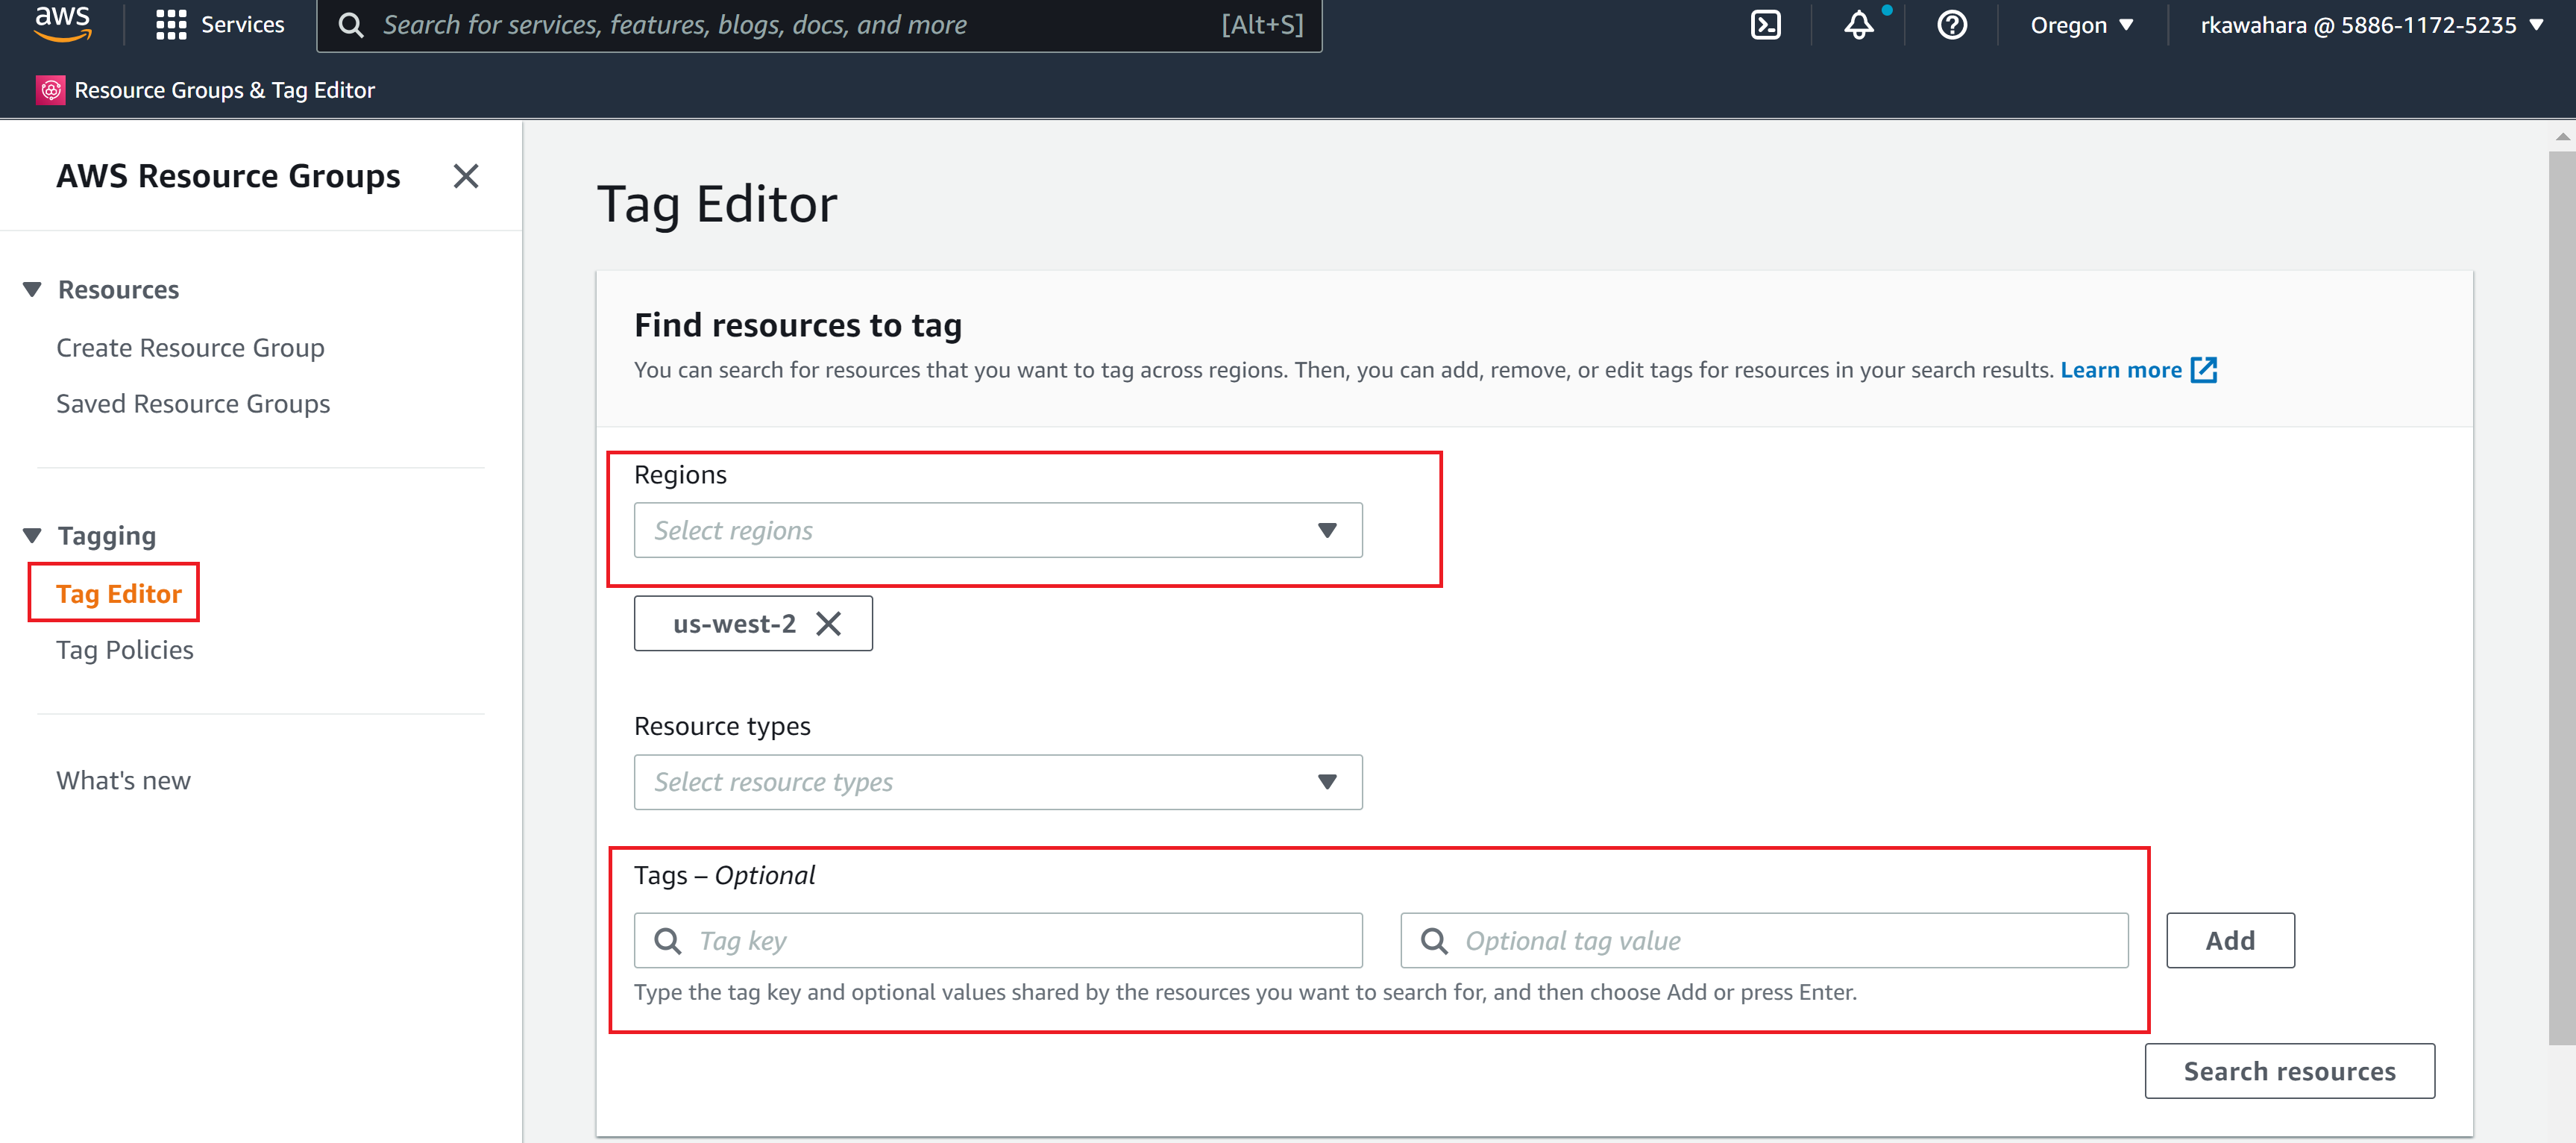 aws
Services
Search for services, features, blogs, docs, and more [Alt+S]
Oregon
rkawahara @ 5886-1172-5235
Resource Groups & Tag Editor
AWS Resource Groups
Resources
Create Resource Group
Saved Resource Groups
Tagging
Tag Editor
Tag Policies
What's new
Tag Editor
Find resources to tag
You can search for resources that you want to tag across regions. Then, you can add, remove, or edit tags for resources in your search results. Learn more
Regions
Select regions
us-west-2
Resource types
Select resource types
Tags – Optional
Tag key
Optional tag value
Add
Type the tag key and optional values shared by the resources you want to search for, and then choose Add or press Enter.
Search resources